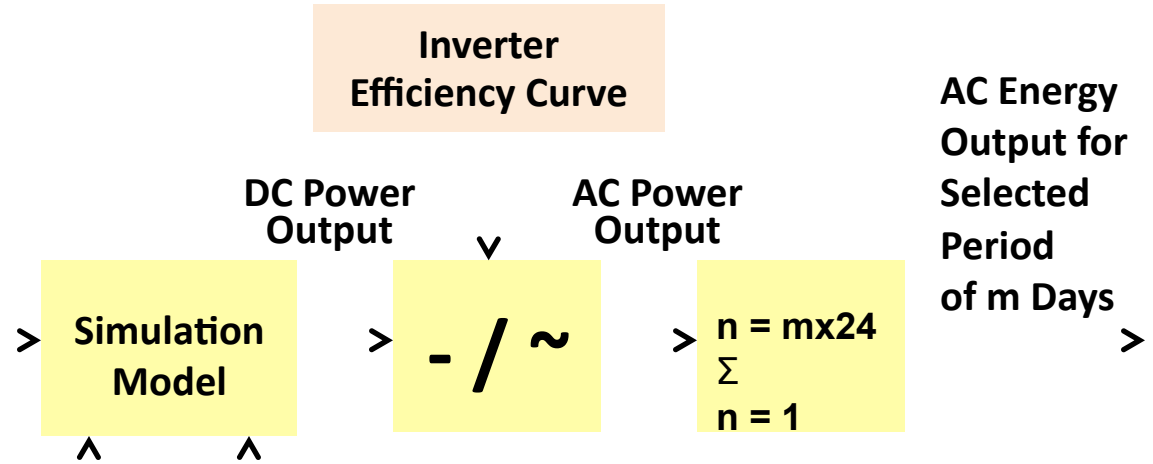 Inverter
Efficiency Curve
DC Power
Output
AC Power
Output
AC Energy
Output for
Selected
Period
of m Days
Simulation
Model
- / ~
n = mx24
Σ
n = 1